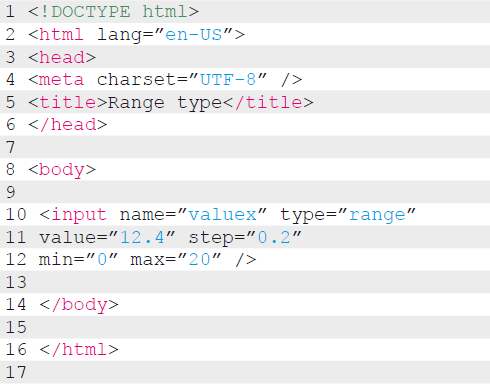 1 <!DOCTYPE html>
2 <html lang=”en-US”>
3 <head>
4 <meta charset=”UTF-8” />
5 <title>Range type</title>
6 </head>
7
8 <body>
9
10 <input name=”valuex” type=”range”
11 value=”12.4” step=”0.2”
12 min=”0” max=”20” />
13
14 </body>
15
16 </html>
17